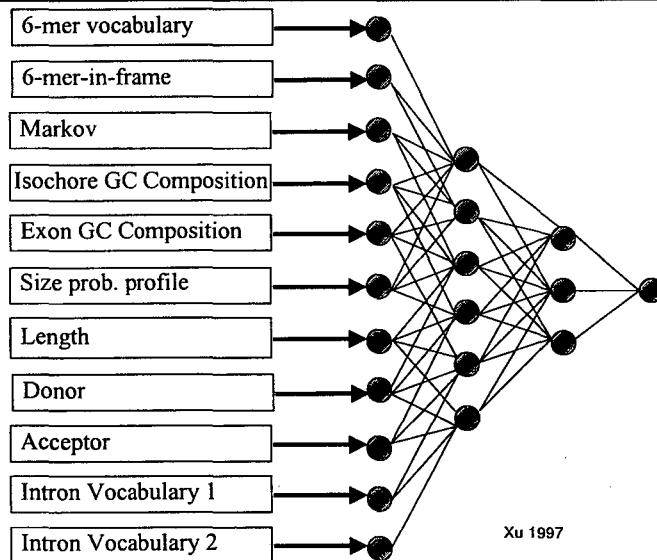 6-mer vocabulary
6-mer-in-frame
Markov
Isochore GC Composition
Exon GC Composition
Size prob. profile
Length
Donor
Acceptor
Intron Vocabulary 1
Intron Vocabulary 2
Xu 1997